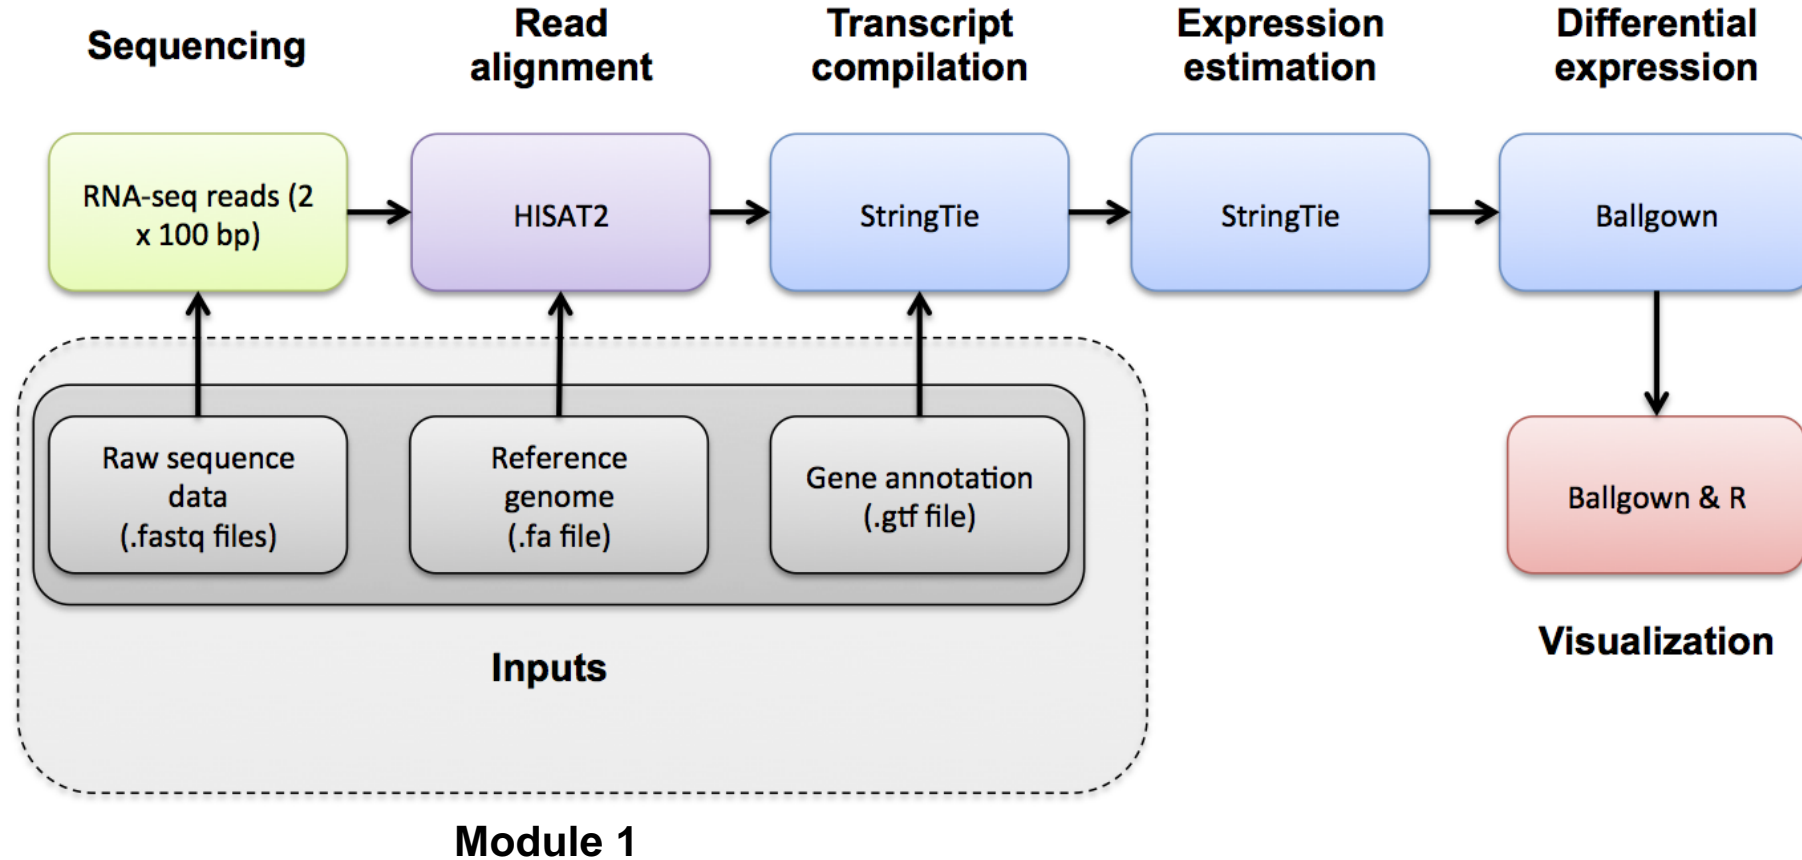 Sequencing
Read
alignment
Transcript
compilation
Expression
estimation
Differential
expression
RNA-seq reads (2
x 100 bp)
HISAT2
StringTie
StringTie
Ballgown
Raw sequence
data
(.fastq files)
Reference
genome
(.fa file)
Gene annotation
(.gtf file)
Ballgown & R
Inputs
Visualization
Module 1